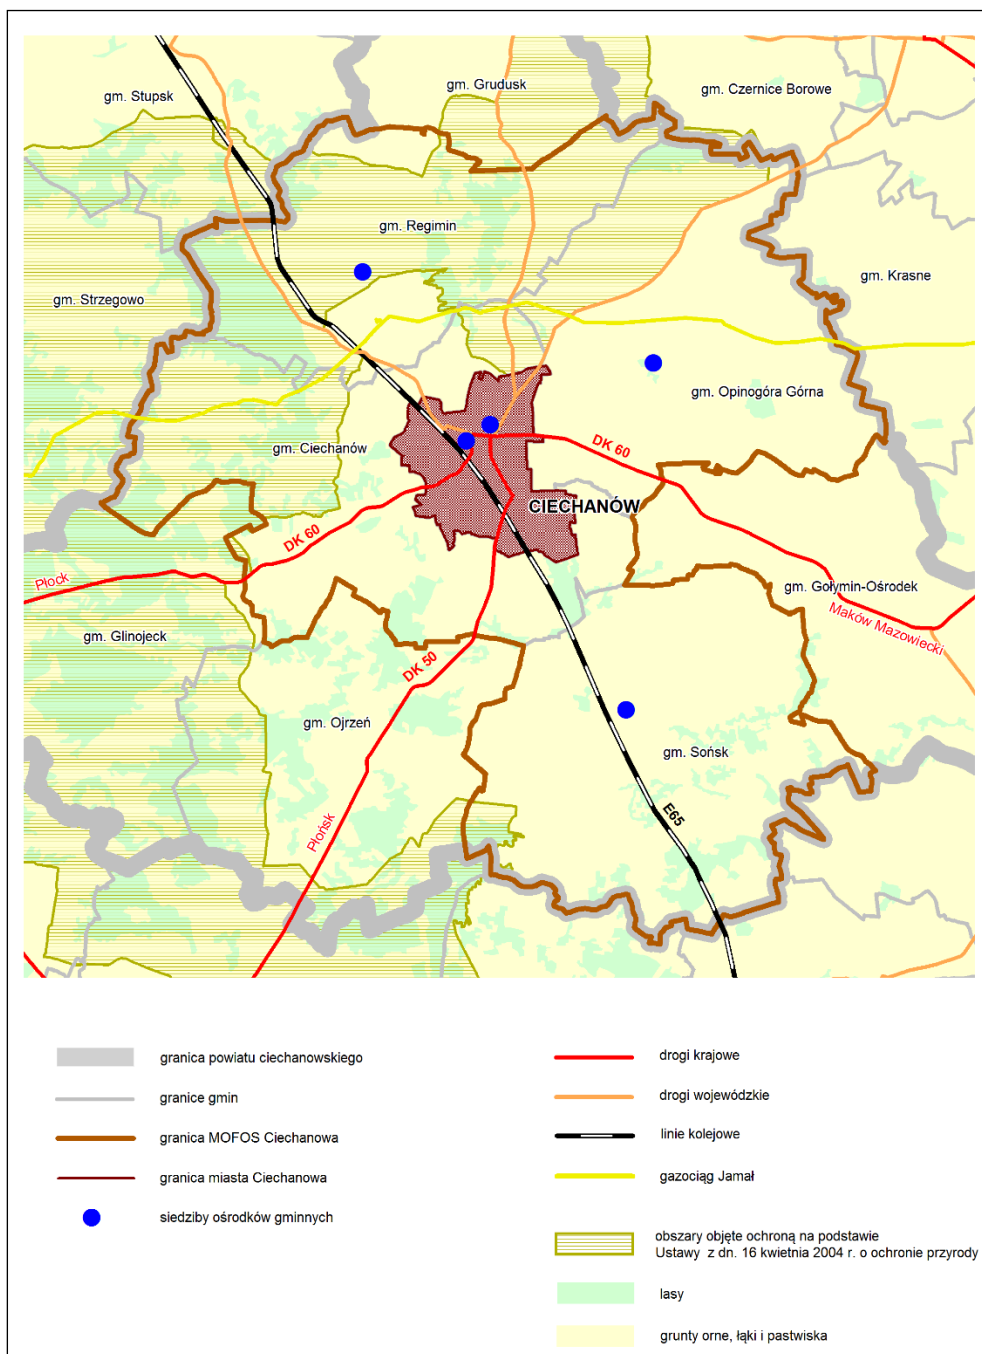 gm. Grudusk
gm. Czernice Borowe
gm. Stupsk
gm. Regimin
gm. Krasne
gm. Strzegowo
gm. Opinogóra Górna
gm. Ciechanów
DK 60
CIECHANÓW
DK 60
Płock
gm. Gołymin-Ośrodek
Maków Mazowiecki
gm. Glinojeck
DK 50
gm. Ojrzeń
gm. Sońsk
E65
Płońsk
granica powiatu ciechanowskiego
granice gmin
granica MOFOS Ciechanowa
granica miasta Ciechanowa
siedziby ośrodków gminnych
drogi krajowe
drogi wojewódzkie
linie kolejowe
gazociąg Jamał
obszary objęte ochroną na podstawie
Ustawy z dn. 16 kwietnia 2004 r. o ochronie przyrody
lasy
grunty orne, łąki i pastwiska